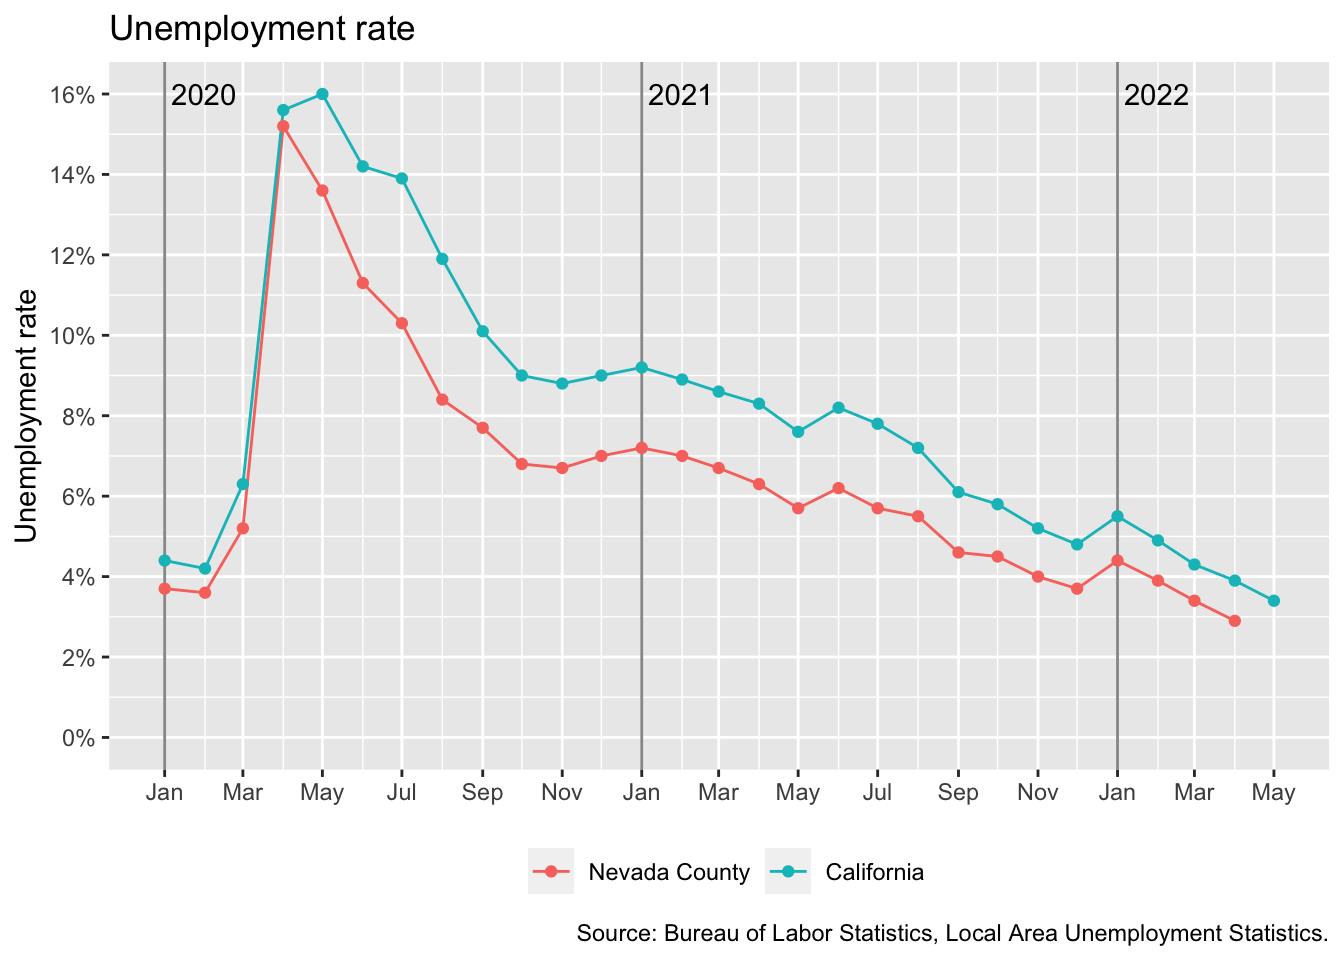 Unemployment rate
2020 2021 2022
16%
14%
12%
10%
8%
6%
4%
2%
0%
Unemployment rate
Jan Mar May Jul Sep Nov Jan Mar May Jul Sep Nov Jan Mar May
Nevada County California
Source: Bureau of Labor Statistics, Local Area Unemployment Statistics.